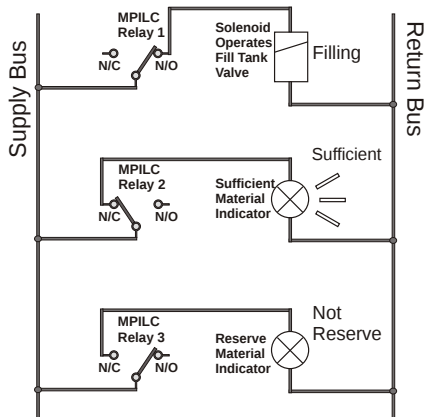 Supply Bus
MPILC
Relay 1
N/C
N/O
Solenoid
Operates
Fill Tank
Valve
Filling
Return Bus
MPILC
Relay 2
N/C
N/O
Sufficient
Material
Indicator
Sufficient
MPILC
Relay 3
N/C
N/O
Reserve
Material
Indicator
Not
Reserve